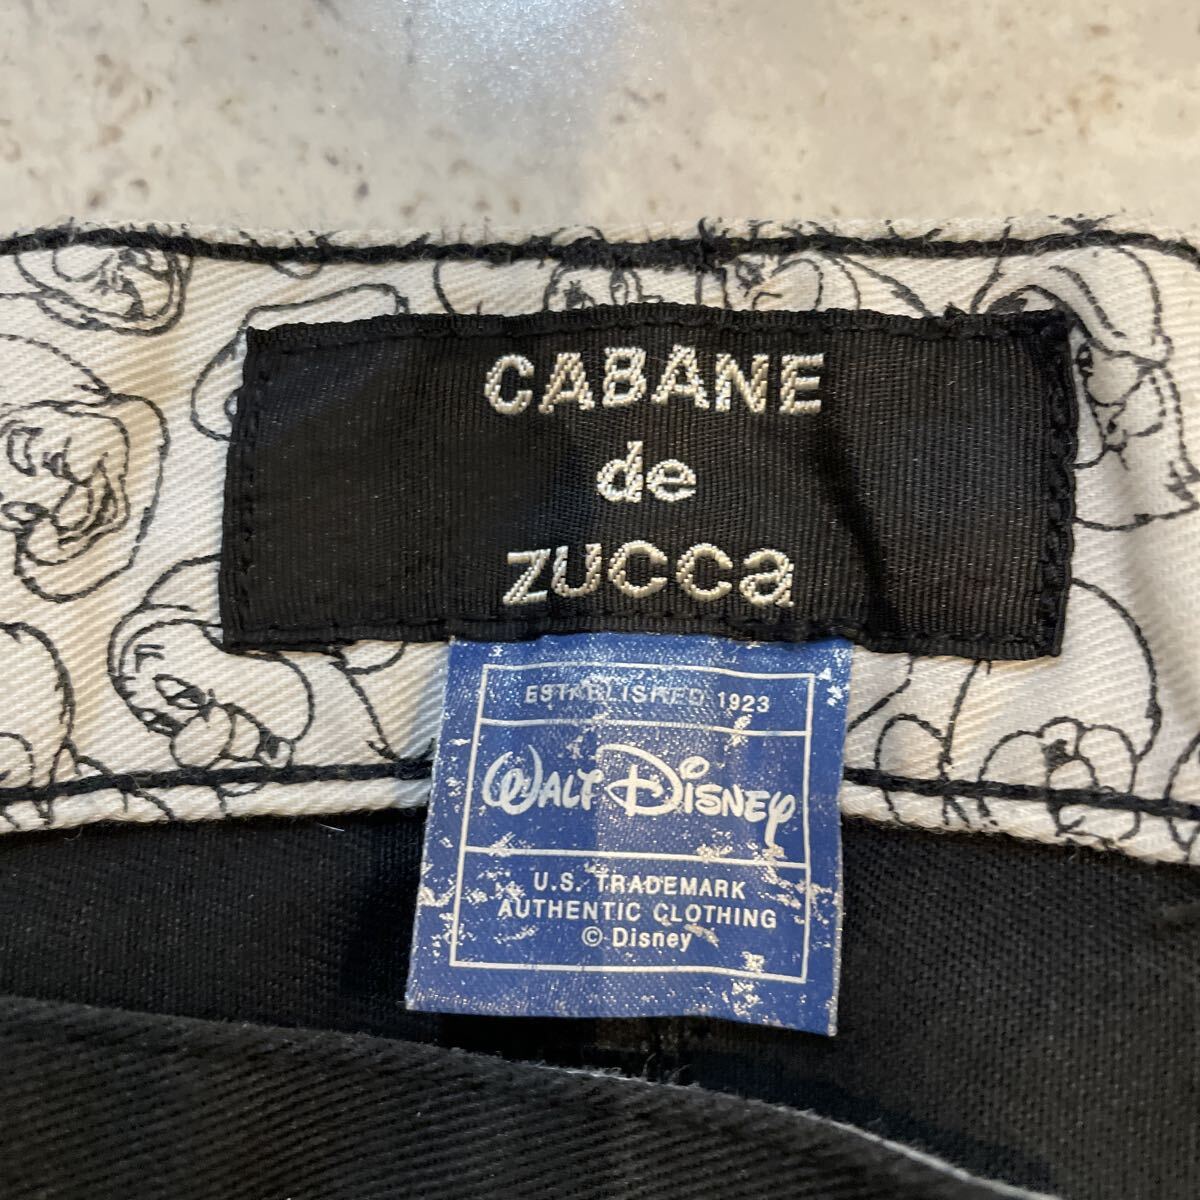 CABANE
de
ZUCCa
ESTABLISHED 1923
WALT DISNEY
U.S. TRADEMARK
AUTHENTIC CLOTHING
© Disney